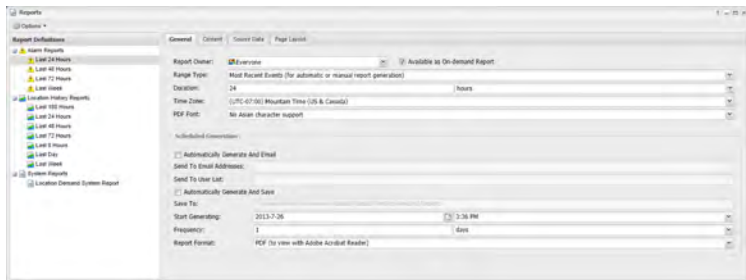 Reports
Options
Report Definitions
Alarm Reports
Last 24 Hours
Last 48 Hours
Last 72 Hours
Last Week
Location History Reports
Last 100 Hours
Last 24 Hours
Last 48 Hours
Last 72 Hours
Last 8 Hours
Last Day
Last Week
System Reports
Location Demand System Report
General Content Source Data Page Layout
Report Owner: Everyone Available as On-demand Report
Range Type: Most Recent Events (for automatic or manual report generation)
Duration: 24 hours
Time Zone: (UTC-07:00) Mountain Time (US & Canada)
PDF Font: No Asian character support
Scheduled Generation
Automatically Generate And Email
Send To Email Addresses:
Send To User List:
Automatically Generate And Save
Save To:
Start Generating: 2013-7-26 3:36 PM
Frequency: 1 days
Report Format: PDF (to view with Adobe Acrobat Reader)